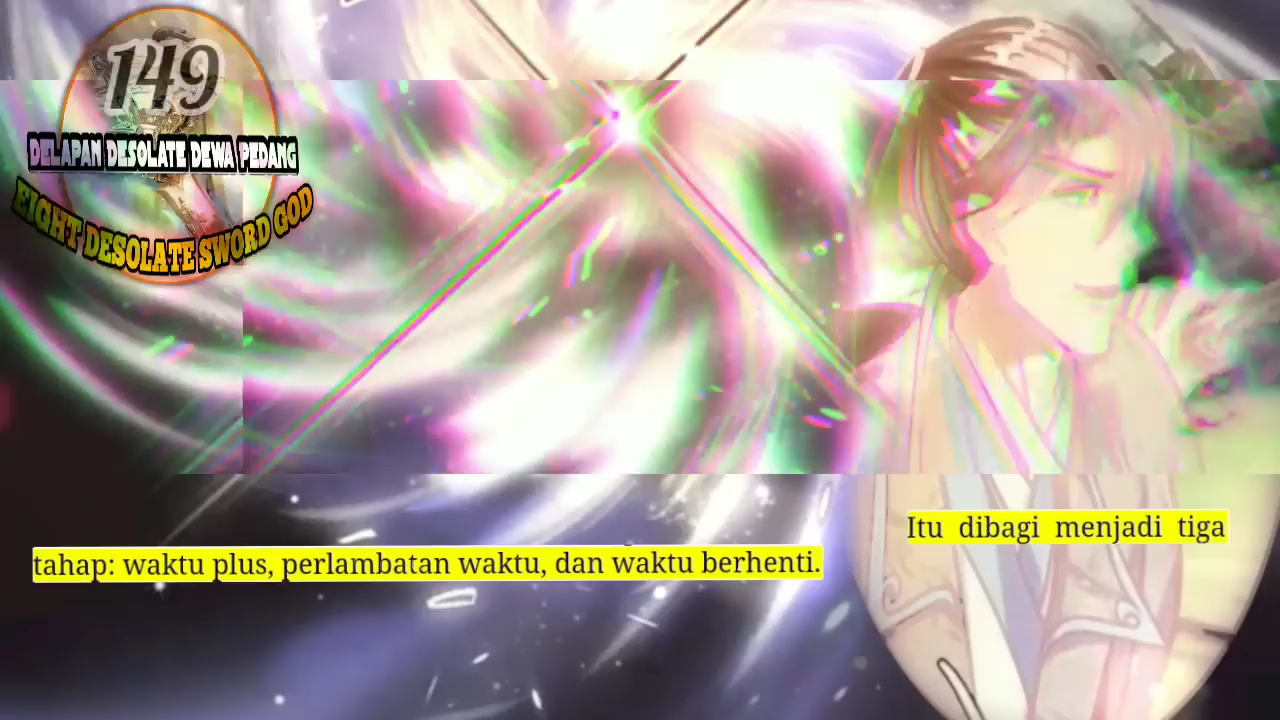 149
DELAPAN DESOLATE DEWA PEDANG
EIGHT DESOLATE SWORD GOD
Itu dibagi menjadi tiga
tahap: waktu plus, perlambatan waktu, dan waktu berhenti.